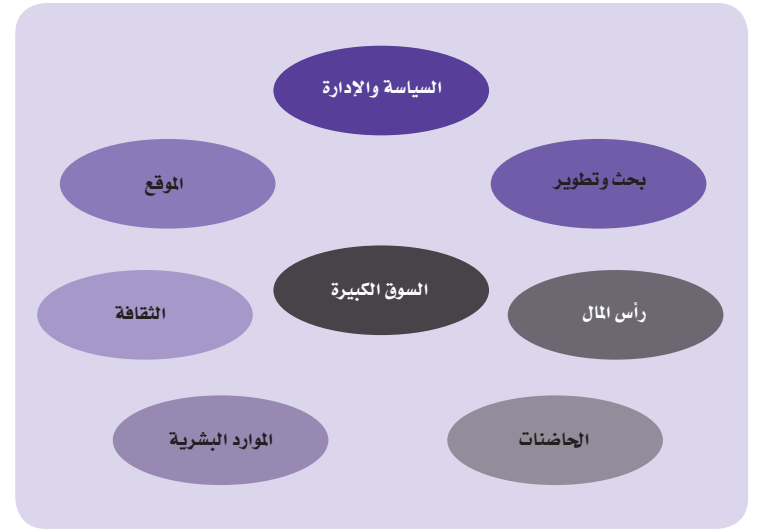 السياسة والإدارة
بحث وتطوير
الموقع
السوق الكبيرة
رأس المال
الثقافة
الحاضنات
الموارد البشرية